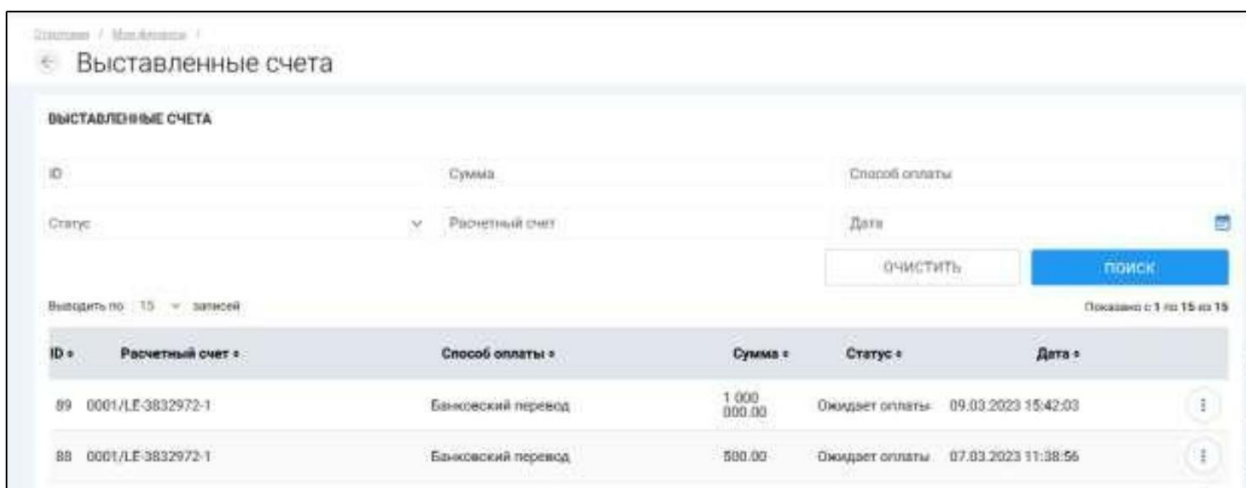 Выставленные счета
ВЫСТАВЛЕННЫЕ СЧЕТА
ID Сумма Способ оплаты
Статус Расчетный счет Дата
ОЧИСТИТЬ ПОИСК
Выводить по 15 записей Показано с 1 по 15 из 15
ID Расчетный счет Способ оплаты Сумма Статус Дата
89 0001/LE-3832972-1 Банковский перевод 1 000 000.00 Ожидает оплаты 09.03.2023 15:42:03
88 0001/LE-3832972-1 Банковский перевод 500.00 Ожидает оплаты 07.03.2023 11:38:56